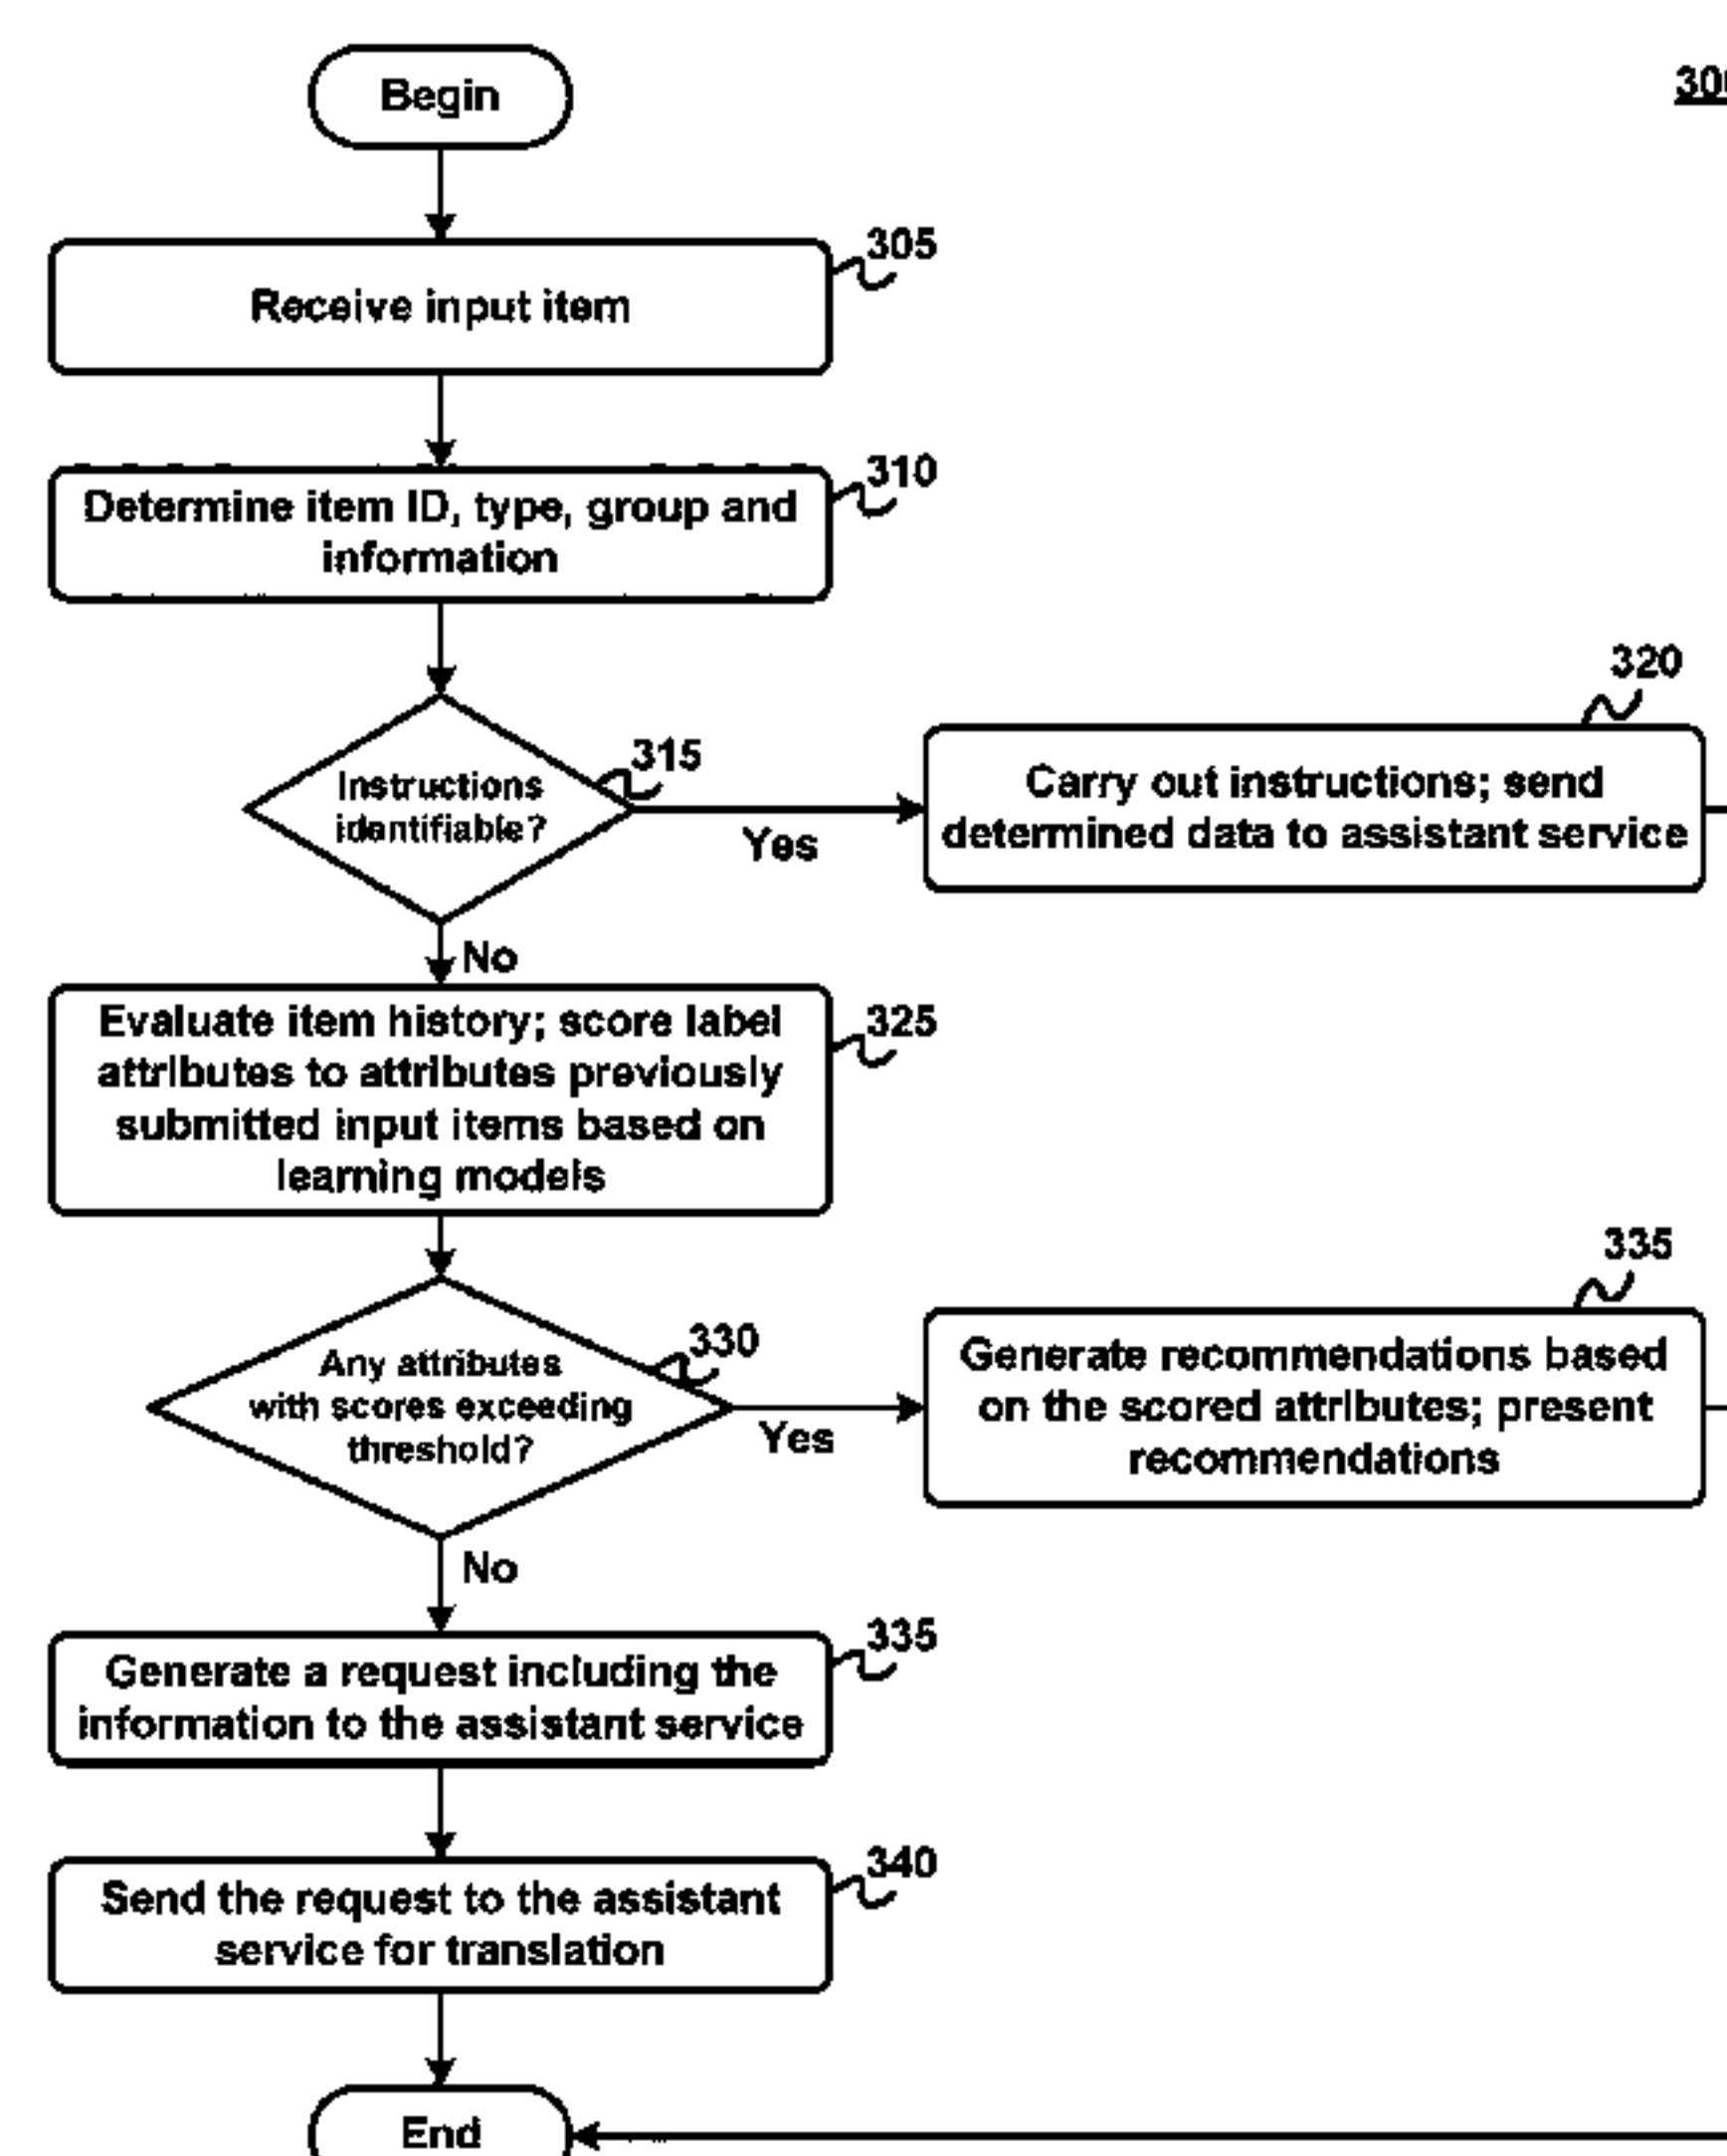 Begin
300
305
Receive input item
310
Determine item ID, type, group and
information
315
Instructions
identifiable?
Yes
320
Carry out instructions; send
determined data to assistant service
No
325
Evaluate item history; score label
attributes to attributes previously
submitted input items based on
learning models
330
Any attributes
with scores exceeding
threshold?
Yes
335
Generate recommendations based
on the scored attributes; present
recommendations
No
335
Generate a request including the
information to the assistant service
340
Send the request to the assistant
service for translation
End